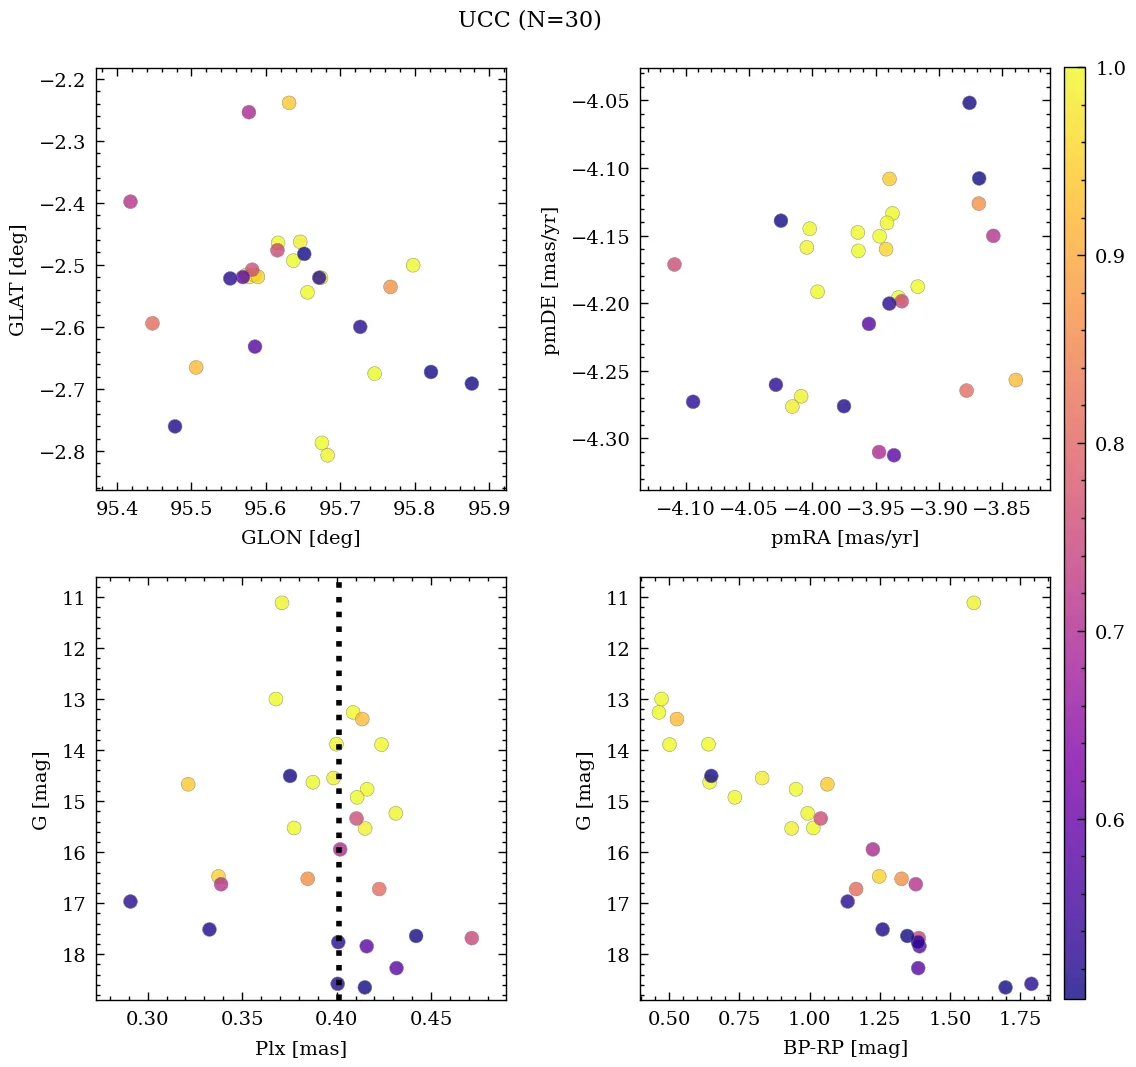 UCC (N=30)
−2.2
−2.3
−2.4
−2.5
−2.6
−2.7
−2.8
GLAT [deg]
95.4 95.5 95.6 95.7 95.8 95.9
GLON [deg]
−4.05
−4.10
−4.15
−4.20
−4.25
−4.30
pmDE [mas/yr]
−4.10 −4.05 −4.00 −3.95 −3.90 −3.85
pmRA [mas/yr]
11
12
13
14
15
16
17
18
G [mag]
0.30 0.35 0.40 0.45
Plx [mas]
11
12
13
14
15
16
17
18
G [mag]
0.50 0.75 1.00 1.25 1.50 1.75
BP-RP [mag]
1.0
0.9
0.8
0.7
0.6